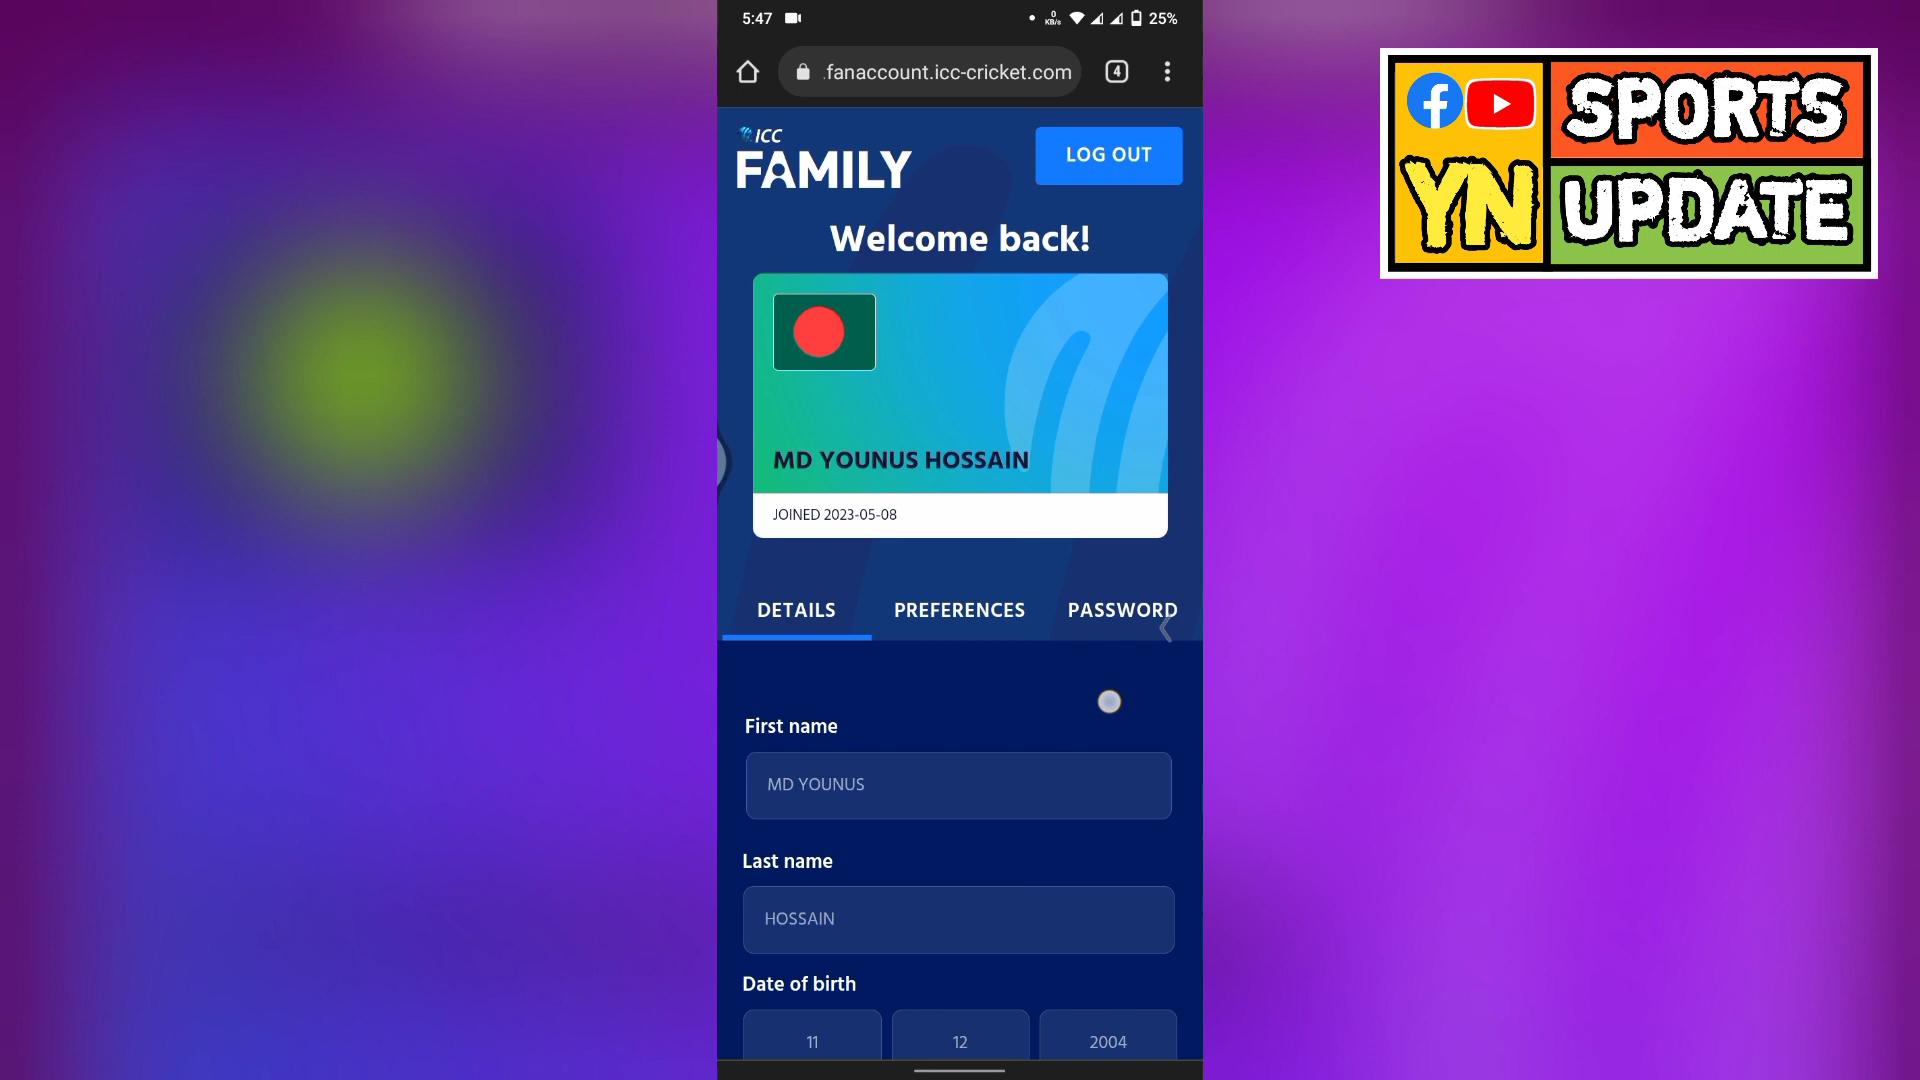 5:47
0
KB/s
25%
.fanaccount.icc-cricket.com
4
ICC
FAMILY
LOG OUT
Welcome back!
MD YOUNUS HOSSAIN
JOINED 2023-05-08
DETAILS PREFERENCES PASSWORD
First name
MD YOUNUS
Last name
HOSSAIN
Date of birth
11 12 2004
SPORTS
YN
UPDATE